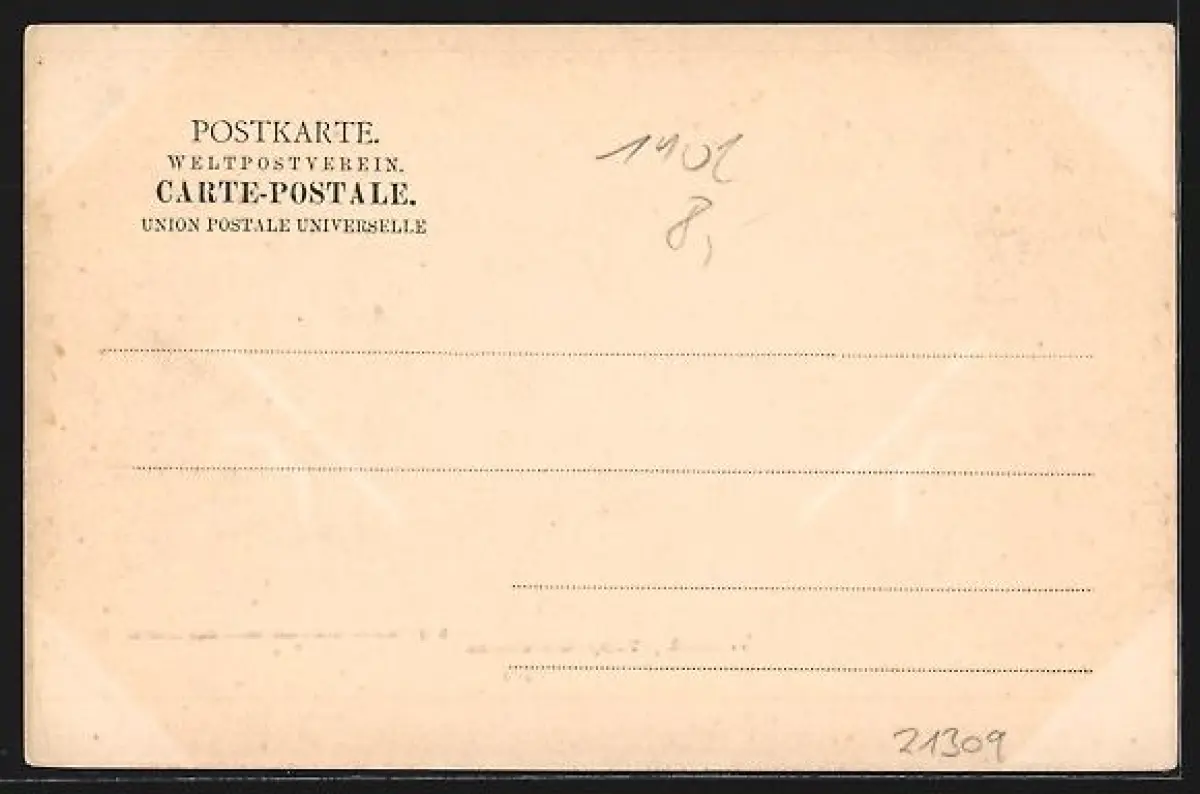 POSTKARTE.
WELTPOSTVEREIN.
CARTE-POSTALE.
UNION POSTALE UNIVERSELLE
8,
21309